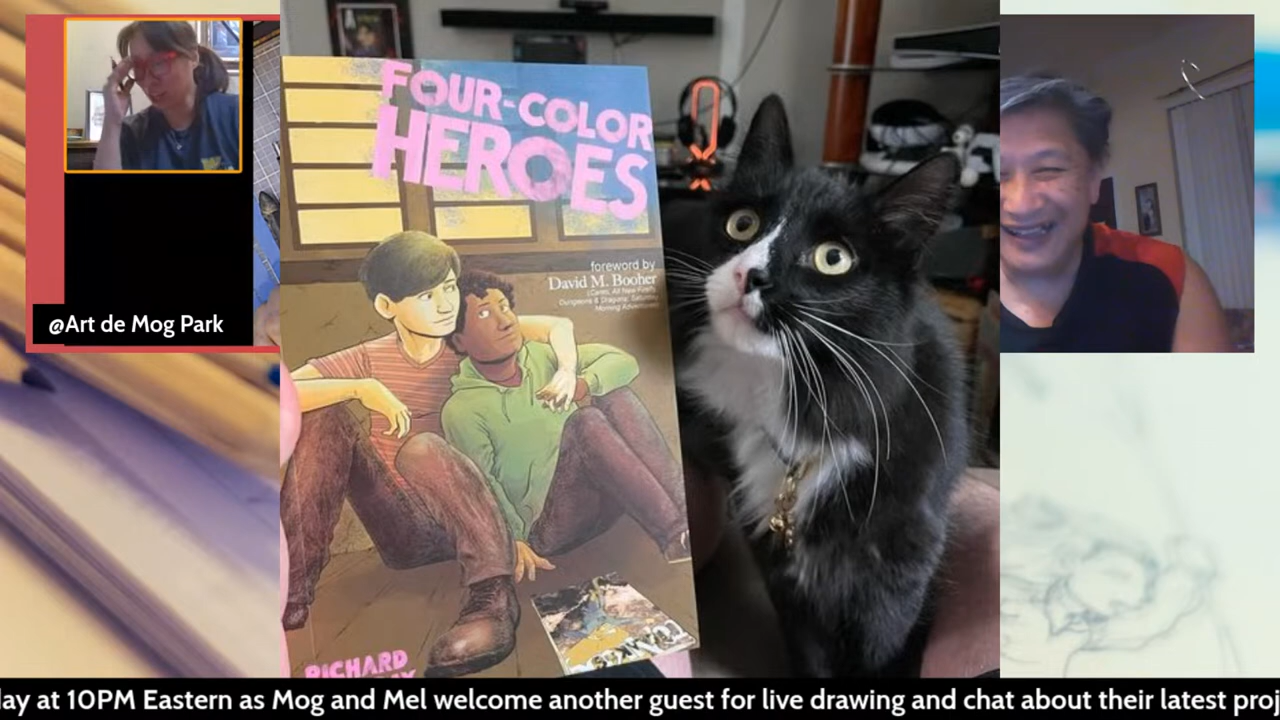 FOUR-COLOR
HEROES
foreword by
David M. Booher
@Art de Mog Park
RICHARD
day at 10PM Eastern as Mog and Mel welcome another guest for live drawing and chat about their latest proj